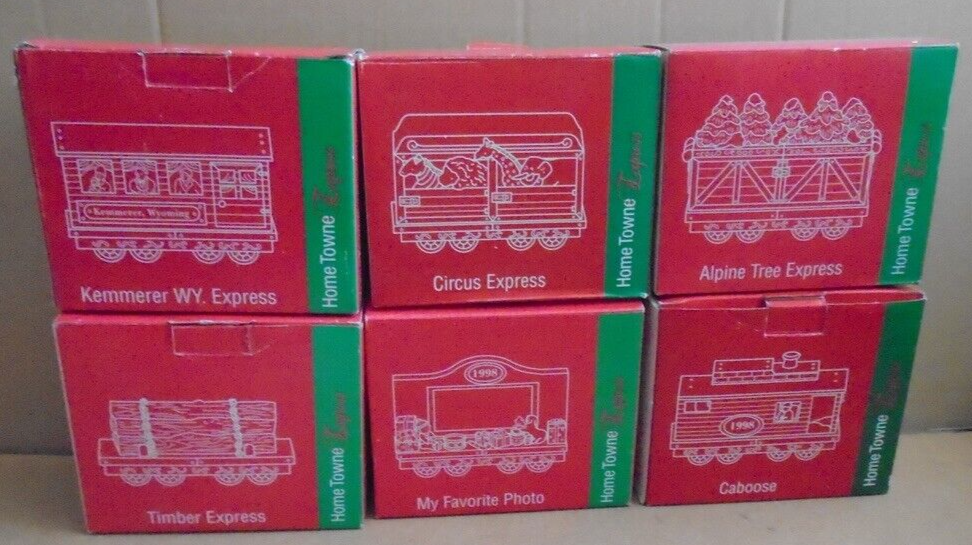 Kemmerer, Wyoming
Kemmerer WY. Express
Home Towne Express
Circus Express
Home Towne Express
Alpine Tree Express
Home Towne Express
Timber Express
Home Towne Express
1998
My Favorite Photo
Home Towne Express
1998
Caboose
Home Towne Express